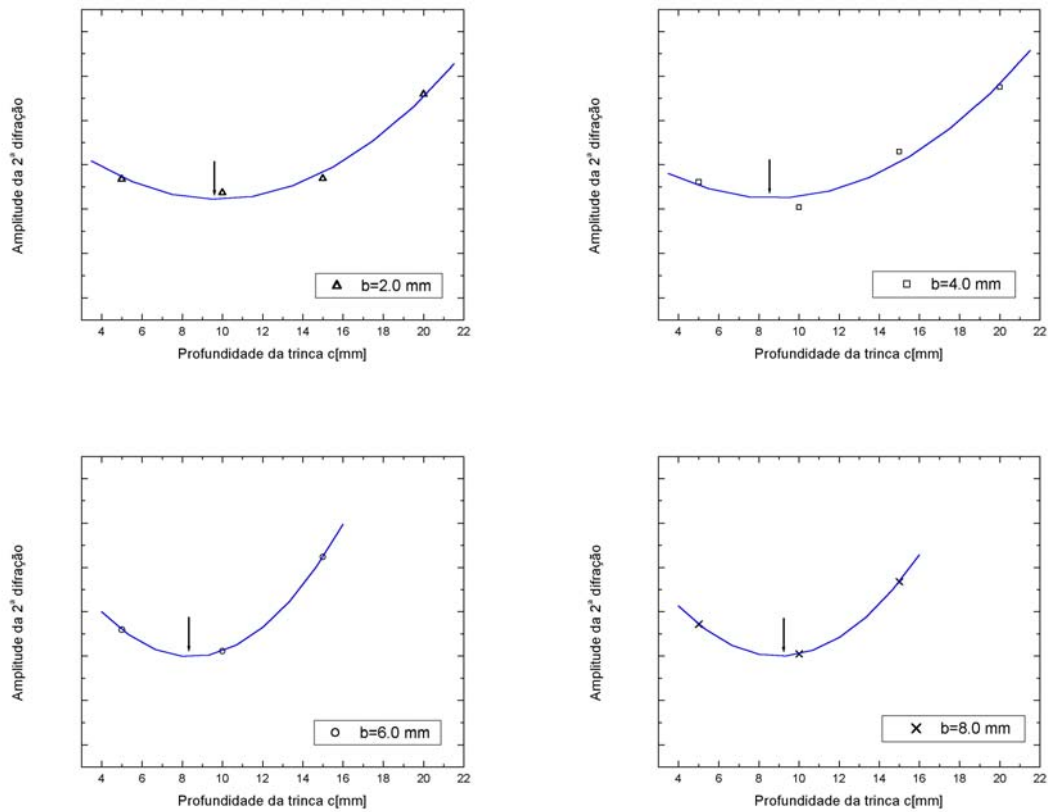 Amplitude da 2ª difração
b=2.0 mm
4 6 8 10 12 14 16 18 20 22
Profundidade da trinca c[mm]
Amplitude da 2ª difração
b=4.0 mm
4 6 8 10 12 14 16 18 20 22
Profundidade da trinca c[mm]
Amplitude da 2ª difração
b=6.0 mm
4 6 8 10 12 14 16 18 20 22
Profundidade da trinca c[mm]
Amplitude da 2ª difração
b=8.0 mm
4 6 8 10 12 14 16 18 20 22
Profundidade da trinca c[mm]